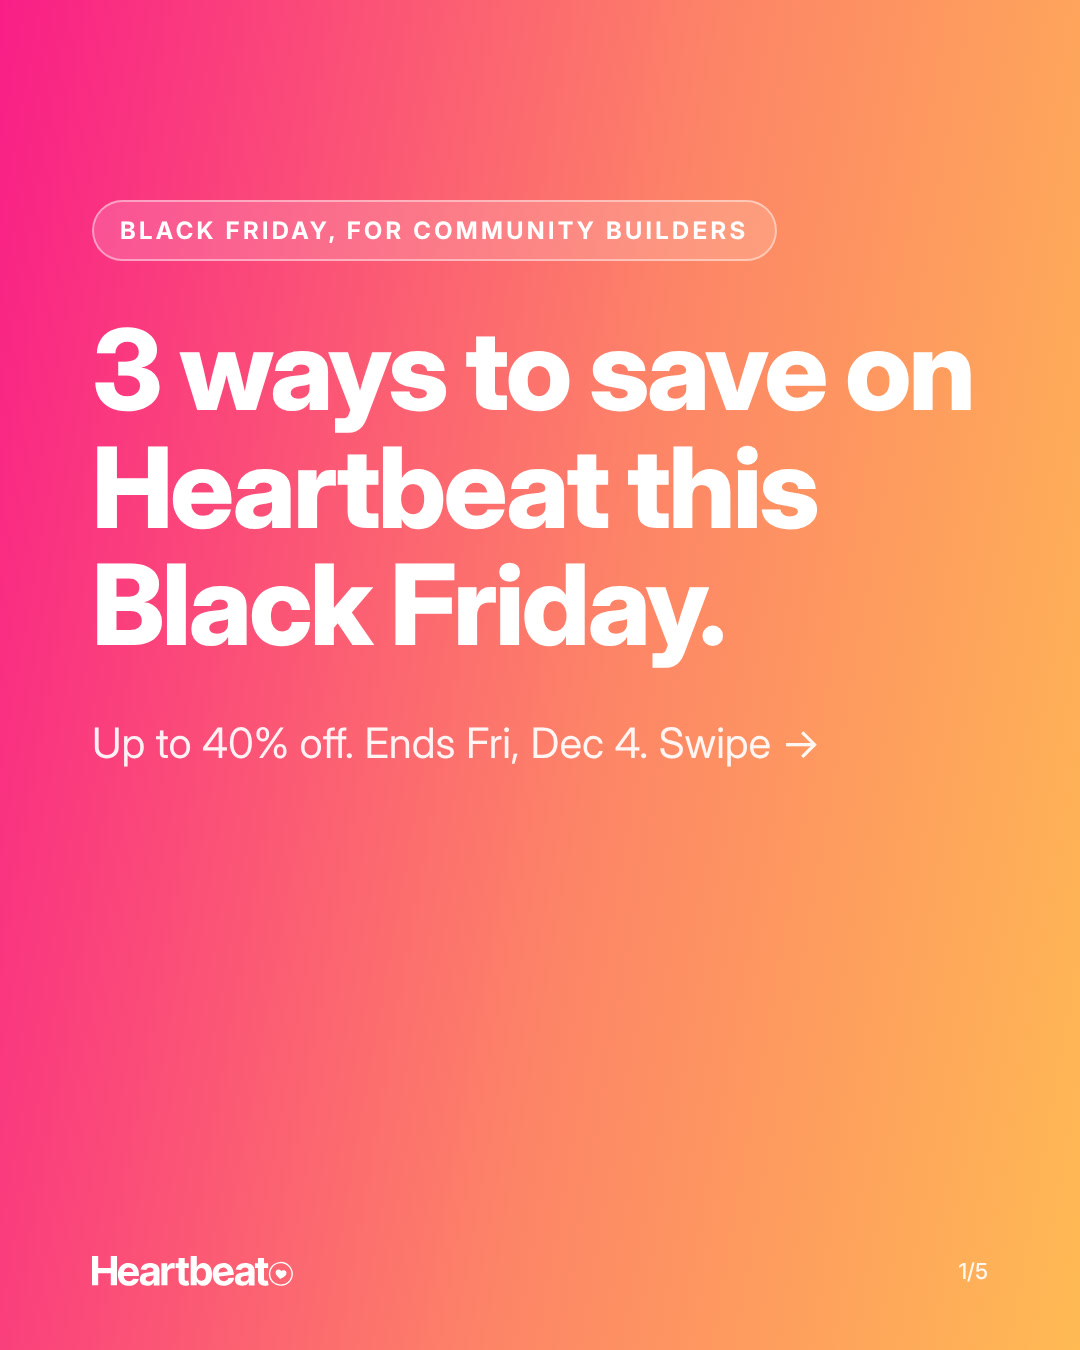 BLACK FRIDAY, FOR COMMUNITY BUILDERS
3 ways to save on
Heartbeat this
Black Friday.
Up to 40% off. Ends Fri, Dec 4. Swipe →
Heartbeat
1/5